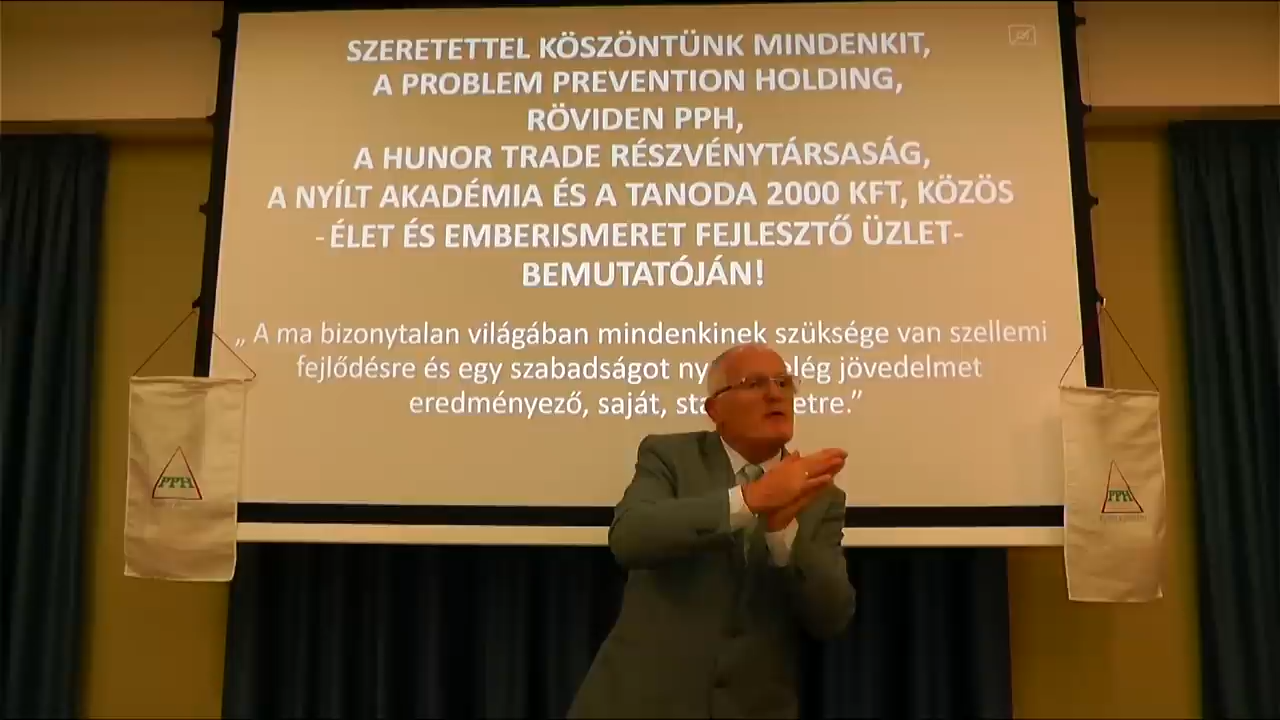 SZERETETTEL KÖSZÖNTÜNK MINDENKIT,
A PROBLEM PREVENTION HOLDING,
RÖVIDEN PPH,
A HUNOR TRADE RÉSZVÉNYTÁRSASÁG,
A NYÍLT AKADÉMIA ÉS A TANODA 2000 KFT, KÖZÖS
-ÉLET ÉS EMBERISMERET FEJLESZTŐ ÜZLET-
BEMUTATÓJÁN!
„ A ma bizonytalan világában mindenkinek szüksége van szellemi
fejlődésre és egy szabadságot ny elég jövedelmet
eredményező, saját, etre.”
PPH
PPH